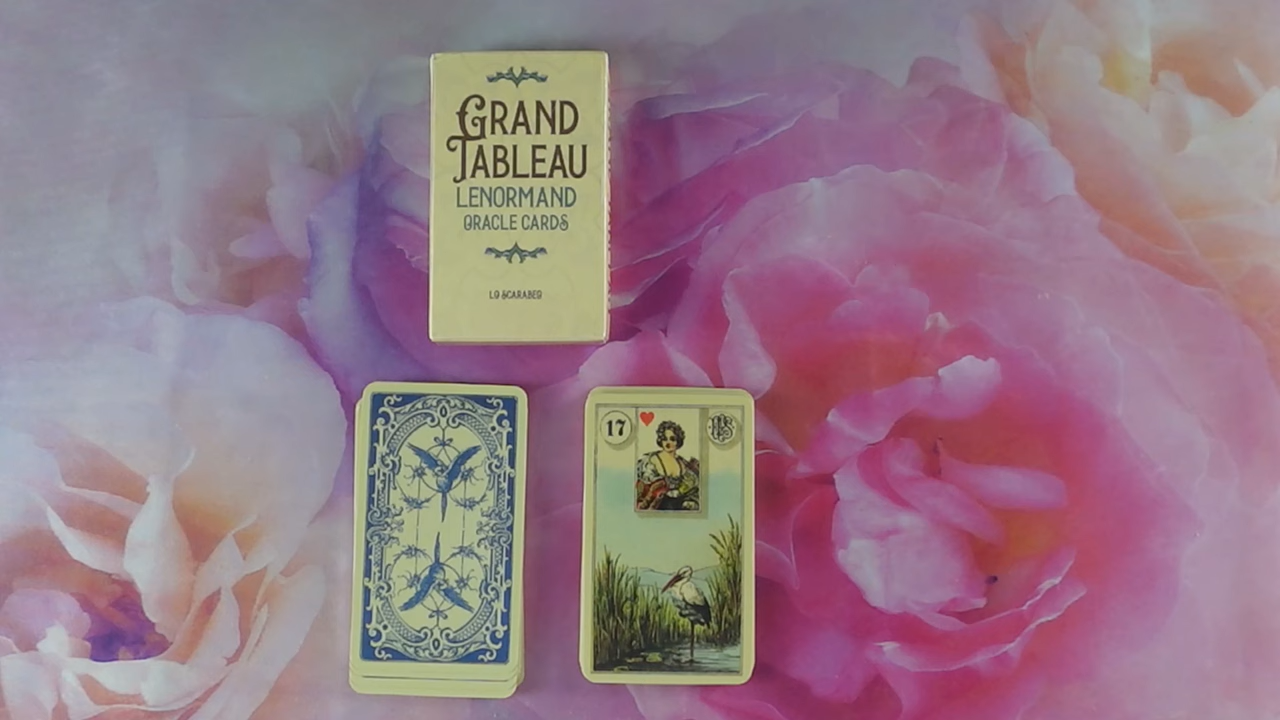 GRAND
TABLEAU
LENORMAND
ORACLE CARDS
LO SCARABEO
17